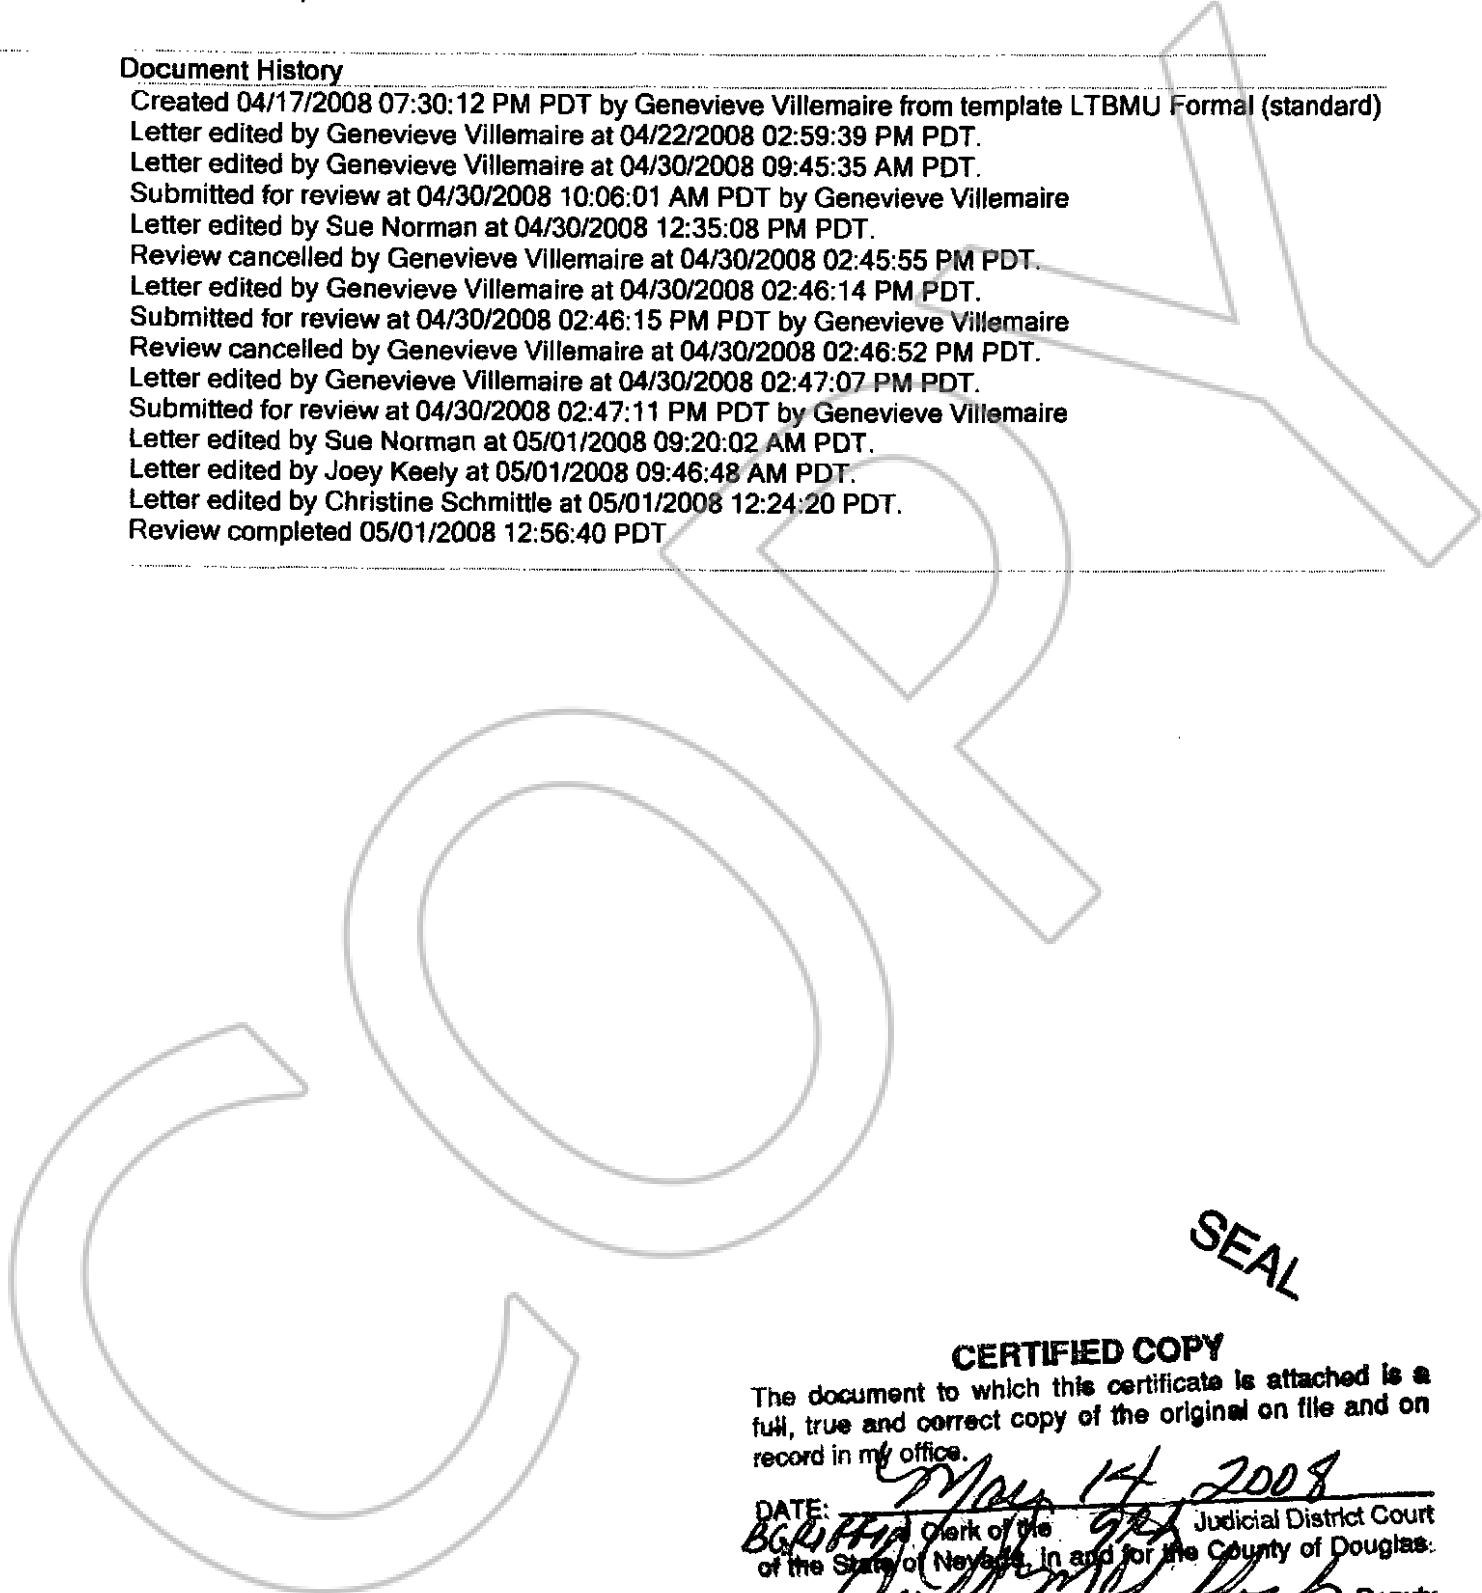 Document History
Created 04/17/2008 07:30:12 PM PDT by Genevieve Villemaire from template LTBMU Formal (standard)
Letter edited by Genevieve Villemaire at 04/22/2008 02:59:39 PM PDT.
Letter edited by Genevieve Villemaire at 04/30/2008 09:45:35 AM PDT.
Submitted for review at 04/30/2008 10:06:01 AM PDT by Genevieve Villemaire
Letter edited by Sue Norman at 04/30/2008 12:35:08 PM PDT.
Review cancelled by Genevieve Villemaire at 04/30/2008 02:45:55 PM PDT.
Letter edited by Genevieve Villemaire at 04/30/2008 02:46:14 PM PDT.
Submitted for review at 04/30/2008 02:46:15 PM PDT by Genevieve Villemaire
Review cancelled by Genevieve Villemaire at 04/30/2008 02:46:52 PM PDT.
Letter edited by Genevieve Villemaire at 04/30/2008 02:47:07 PM PDT.
Submitted for review at 04/30/2008 02:47:11 PM PDT by Genevieve Villemaire
Letter edited by Sue Norman at 05/01/2008 09:20:02 AM PDT.
Letter edited by Joey Keely at 05/01/2008 09:46:48 AM PDT.
Letter edited by Christine Schmittle at 05/01/2008 12:24:20 PDT.
Review completed 05/01/2008 12:56:40 PDT
COPY
SEAL
CERTIFIED COPY
The document to which this certificate is attached is a
full, true and correct copy of the original on file and on
record in my office.
DATE: May 14 2008
Clerk of the 9th Judicial District Court
of the State of Nevada, in and for the County of Douglas.
Deputy